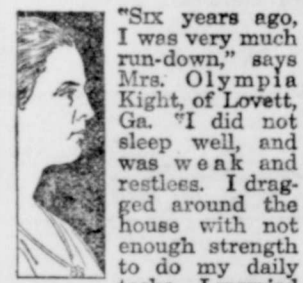 "SIX years ago,
I was very much
run-down," says
Mrs. Olympia
Kight, of Lovett,
Ga. "I did not
sleep well, and
was weak and
restless. I drag-
ged around the
house with not
enough strength
to do my daily